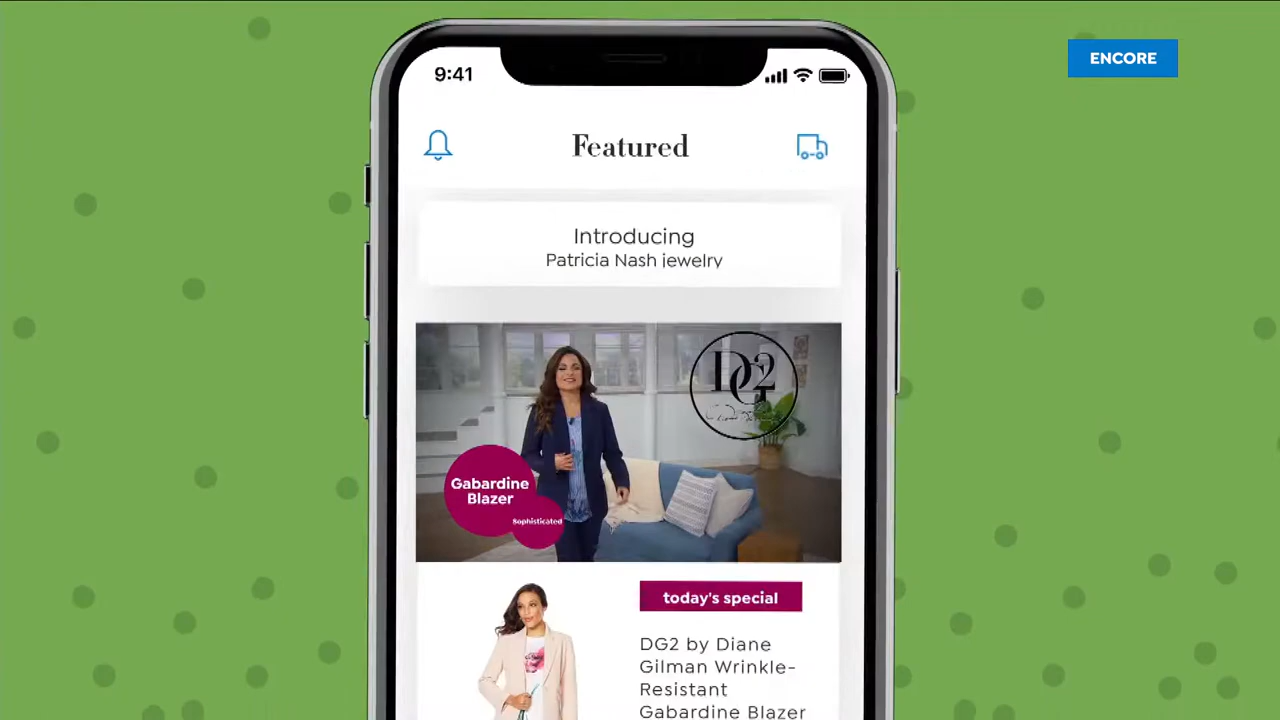 ENCORE
9:41
Featured
Introducing
Patricia Nash jewelry
DG2
Gabardine
Blazer
Sophisticated
today's special
DG2 by Diane
Gilman Wrinkle-
Resistant
Gabardine Blazer